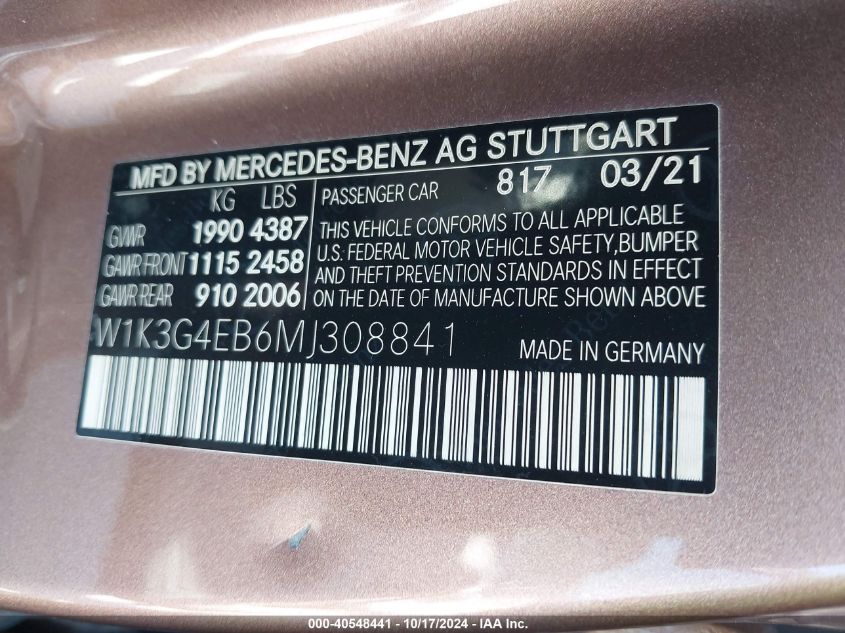 MFD BY MERCEDES-BENZ AG STUTTGART
KG LBS
PASSENGER CAR 817 03/21
GVWR 1990 4387
GAWR FRONT 1115 2458
GAWR REAR 910 2006
THIS VEHICLE CONFORMS TO ALL APPLICABLE
U.S. FEDERAL MOTOR VEHICLE SAFETY, BUMPER
AND THEFT PREVENTION STANDARDS IN EFFECT
ON THE DATE OF MANUFACTURE SHOWN ABOVE
W1K3G4EB6MJ308841
MADE IN GERMANY
000-40548441 - 10/17/2024 - IAA Inc.